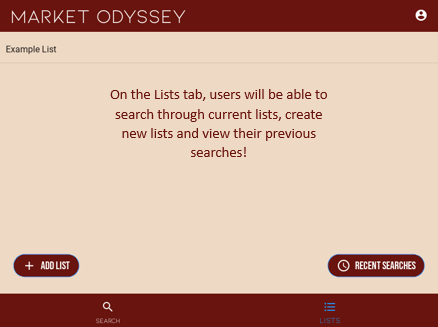 MARKET ODYSSEY
Example List
On the Lists tab, users will be able to
search through current lists, create
new lists and view their previous
searches!
ADD LIST
RECENT SEARCHES
SEARCH
LISTS